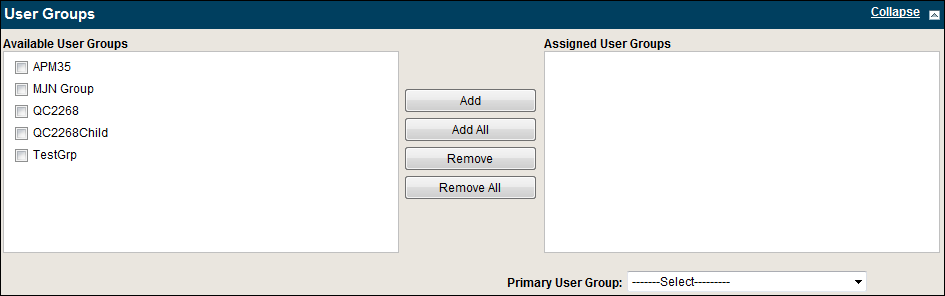 User Groups
Collapse
Available User Groups
APM35
MJN Group
QC2268
QC2268Child
TestGrp
Add
Add All
Remove
Remove All
Assigned User Groups
Primary User Group: -------Select---------